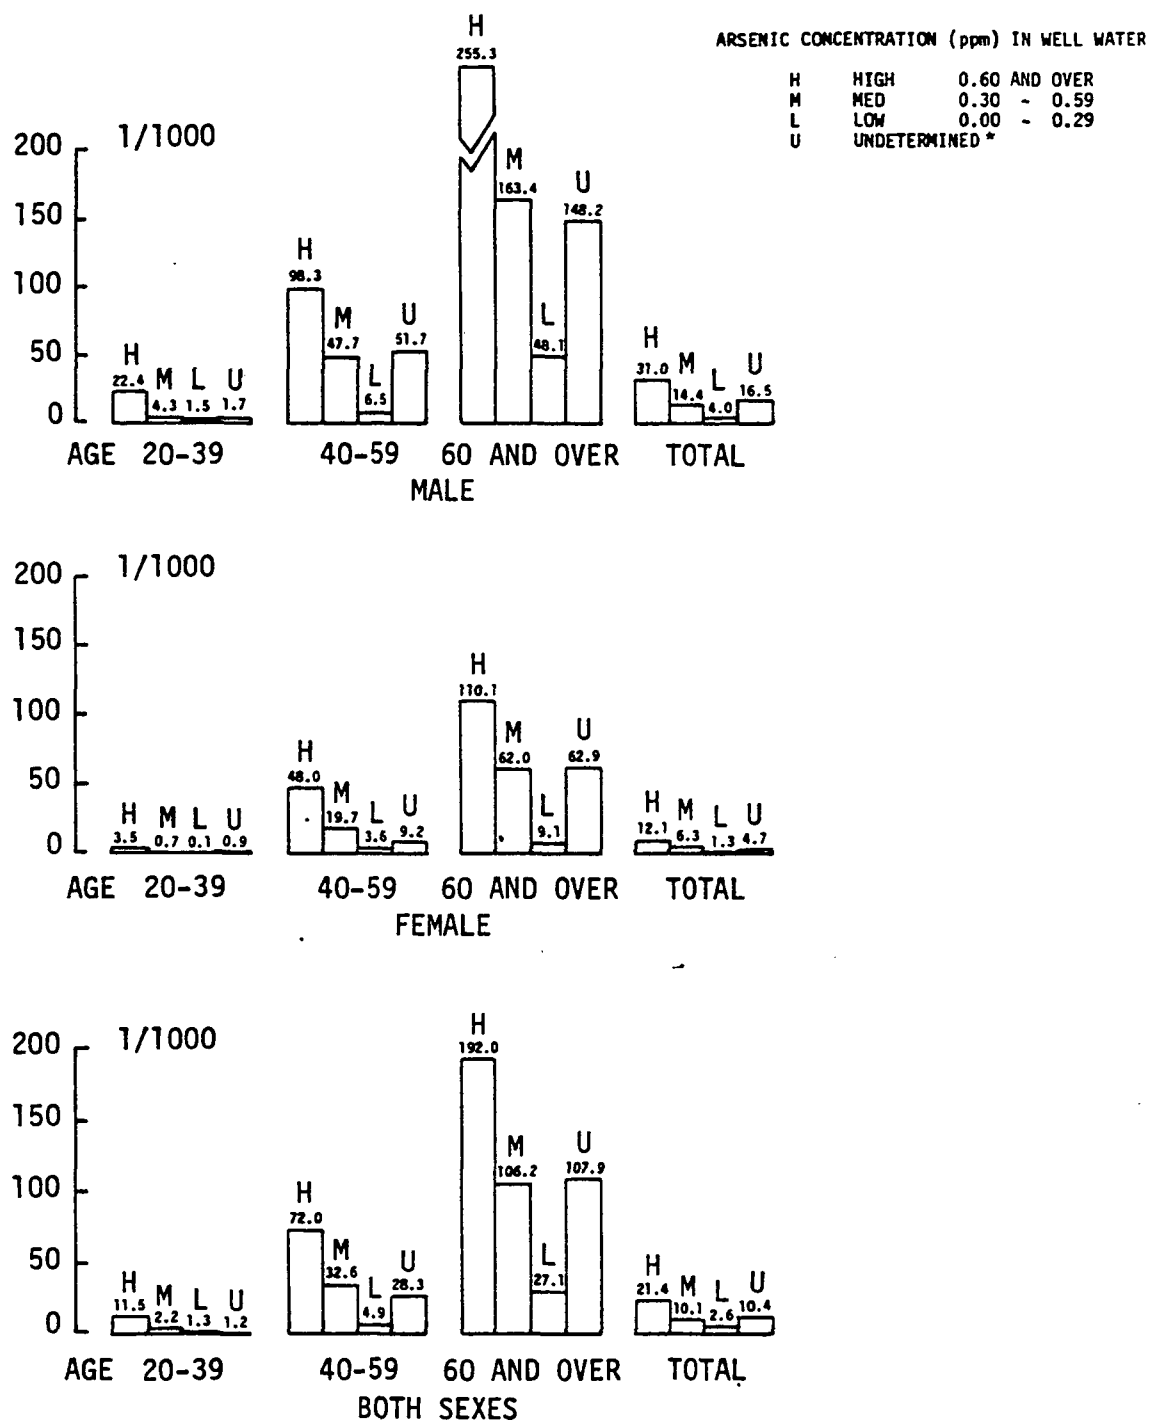 ARSENIC CONCENTRATION (ppm) IN WELL WATER
H HIGH 0.60 AND OVER
M MED 0.30 - 0.59
L LOW 0.00 - 0.29
U UNDETERMINED*
H
255.3
200 1/1000
M
163.4
U
148.2
150
H
98.3
100
M
47.7
U
51.7
L
48.1
50
H
22.4
M L U
4.3 1.5 1.7
L
6.5
H
31.0
M
14.4
L
4.0
U
16.5
0
AGE 20-39 40-59 60 AND OVER TOTAL
MALE
200 1/1000
150
H
110.1
100
M
62.0
U
62.9
H
48.0
50
M
19.7
L
3.6
U
9.2
L
9.1
H M L U
3.5 0.7 0.1 0.9
H M L U
12.1 6.3 1.3 4.7
0
AGE 20-39 40-59 60 AND OVER TOTAL
FEMALE
H
192.0
200 1/1000
150
M
106.2
U
107.9
100
H
72.0
50
M
32.6
L
4.9
U
28.3
L
27.1
H M L U
11.5 2.2 1.3 1.2
H M L U
21.4 10.1 2.6 10.4
0
AGE 20-39 40-59 60 AND OVER TOTAL
BOTH SEXES